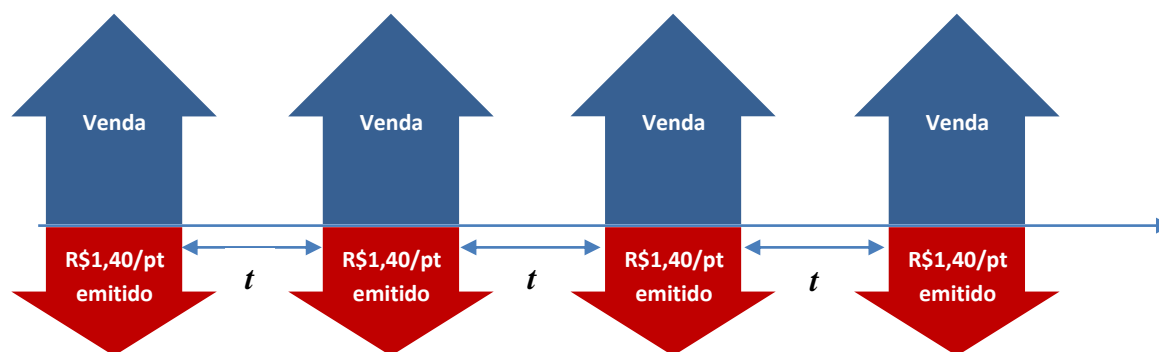 Venda Venda Venda Venda
R$1,40/pt R$1,40/pt R$1,40/pt R$1,40/pt
emitido emitido emitido emitido
t t t